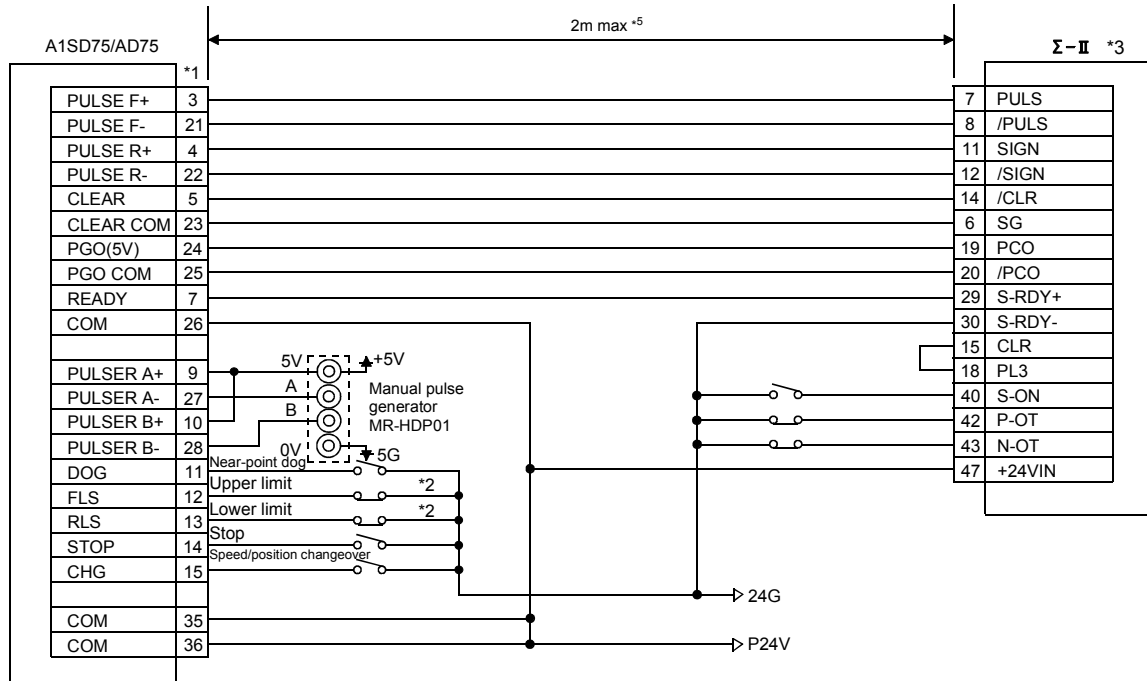 2m max *5
A1SD75/AD75
Σ-Ⅱ *3
*1
PULSE F+ 3
7 PULS
PULSE F- 21
8 /PULS
PULSE R+ 4
11 SIGN
PULSE R- 22
12 /SIGN
CLEAR 5
14 /CLR
CLEAR COM 23
6 SG
PGO(5V) 24
19 PCO
PGO COM 25
20 /PCO
READY 7
29 S-RDY+
COM 26
30 S-RDY-
15 CLR
5V
+5V
PULSER A+ 9
18 PL3
PULSER A- 27
A
Manual pulse
generator
MR-HDP01
40 S-ON
PULSER B+ 10
B
42 P-OT
PULSER B- 28
0V
5G
43 N-OT
DOG 11
Near-point dog
47 +24VIN
FLS 12
Upper limit
*2
RLS 13
Lower limit
*2
STOP 14
Stop
CHG 15
Speed/position changeover
24G
COM 35
COM 36
P24V